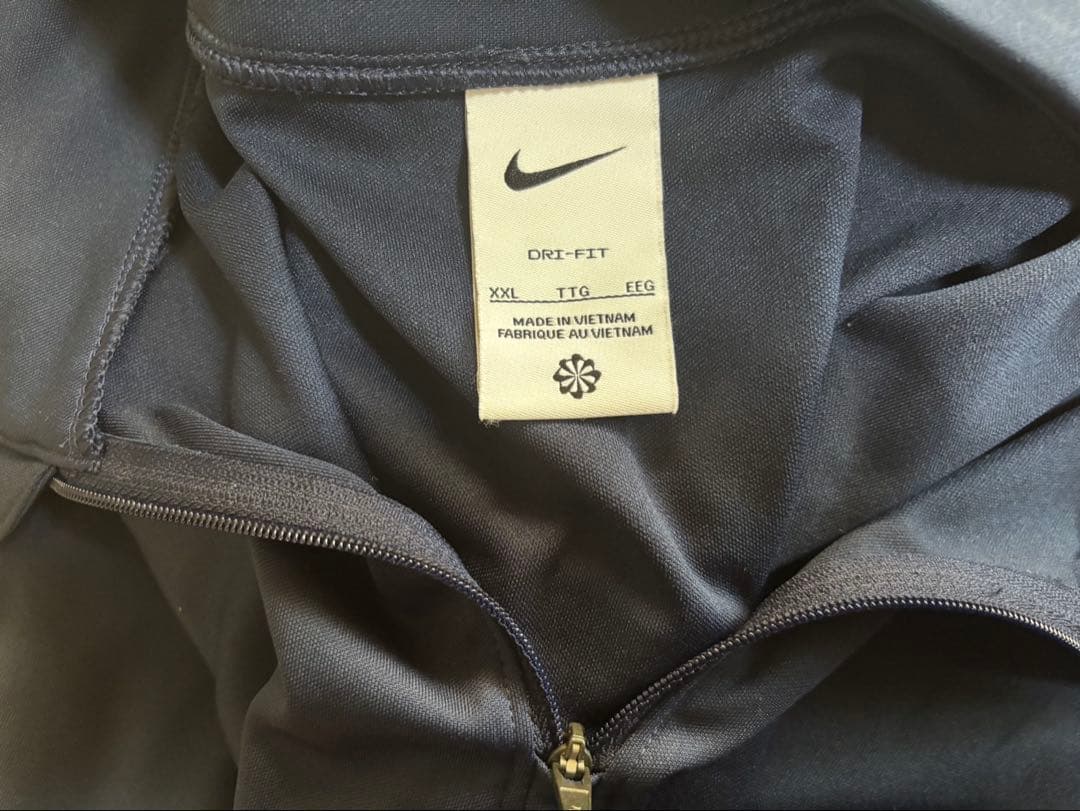 DRI-FIT
XXL TTG EEG
MADE IN VIETNAM
FABRIQUE AU VIETNAM